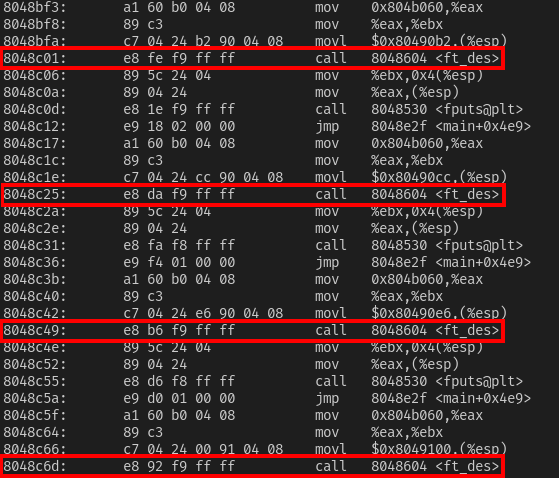 8048bf3: a1 60 b0 04 08 mov 0x804b060,%eax
8048bf8: 89 c3 mov %eax,%ebx
8048bfa: c7 04 24 b2 90 04 08 movl $0x80490b2,(%esp)
8048c01: e8 fe f9 ff ff call 8048604 <ft_des>
8048c06: 89 5c 24 04 mov %ebx,0x4(%esp)
8048c0a: 89 04 24 mov %eax,(%esp)
8048c0d: e8 1e f9 ff ff call 8048530 <fputs@plt>
8048c12: e9 18 02 00 00 jmp 8048e2f <main+0x4e9>
8048c17: a1 60 b0 04 08 mov 0x804b060,%eax
8048c1c: 89 c3 mov %eax,%ebx
8048c1e: c7 04 24 cc 90 04 08 movl $0x80490cc,(%esp)
8048c25: e8 da f9 ff ff call 8048604 <ft_des>
8048c2a: 89 5c 24 04 mov %ebx,0x4(%esp)
8048c2e: 89 04 24 mov %eax,(%esp)
8048c31: e8 fa f8 ff ff call 8048530 <fputs@plt>
8048c36: e9 f4 01 00 00 jmp 8048e2f <main+0x4e9>
8048c3b: a1 60 b0 04 08 mov 0x804b060,%eax
8048c40: 89 c3 mov %eax,%ebx
8048c42: c7 04 24 e6 90 04 08 movl $0x80490e6,(%esp)
8048c49: e8 b6 f9 ff ff call 8048604 <ft_des>
8048c4e: 89 5c 24 04 mov %ebx,0x4(%esp)
8048c52: 89 04 24 mov %eax,(%esp)
8048c55: e8 d6 f8 ff ff call 8048530 <fputs@plt>
8048c5a: e9 d0 01 00 00 jmp 8048e2f <main+0x4e9>
8048c5f: a1 60 b0 04 08 mov 0x804b060,%eax
8048c64: 89 c3 mov %eax,%ebx
8048c66: c7 04 24 00 91 04 08 movl $0x8049100,(%esp)
8048c6d: e8 92 f9 ff ff call 8048604 <ft_des>